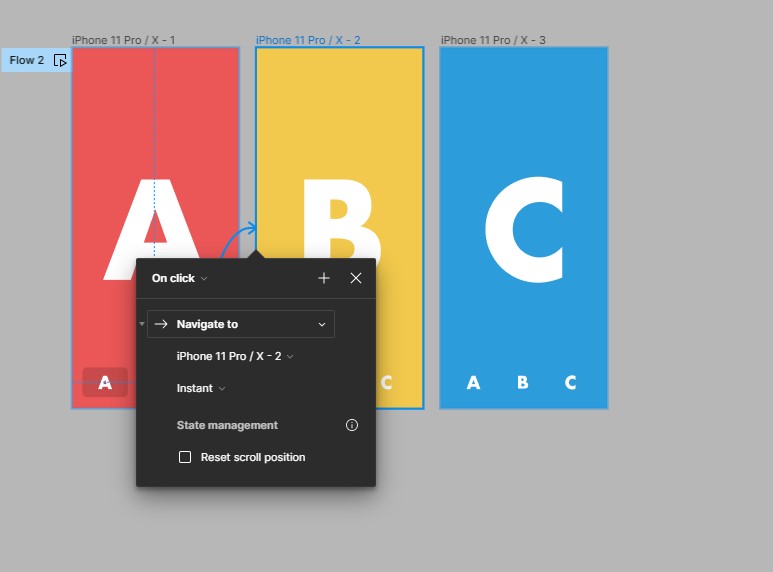 iPhone 11 Pro / X - 1
iPhone 11 Pro / X - 2
iPhone 11 Pro / X - 3
Flow 2
A
B
C
On click
Navigate to
iPhone 11 Pro / X - 2
Instant
State management
Reset scroll position
A
C
A B C